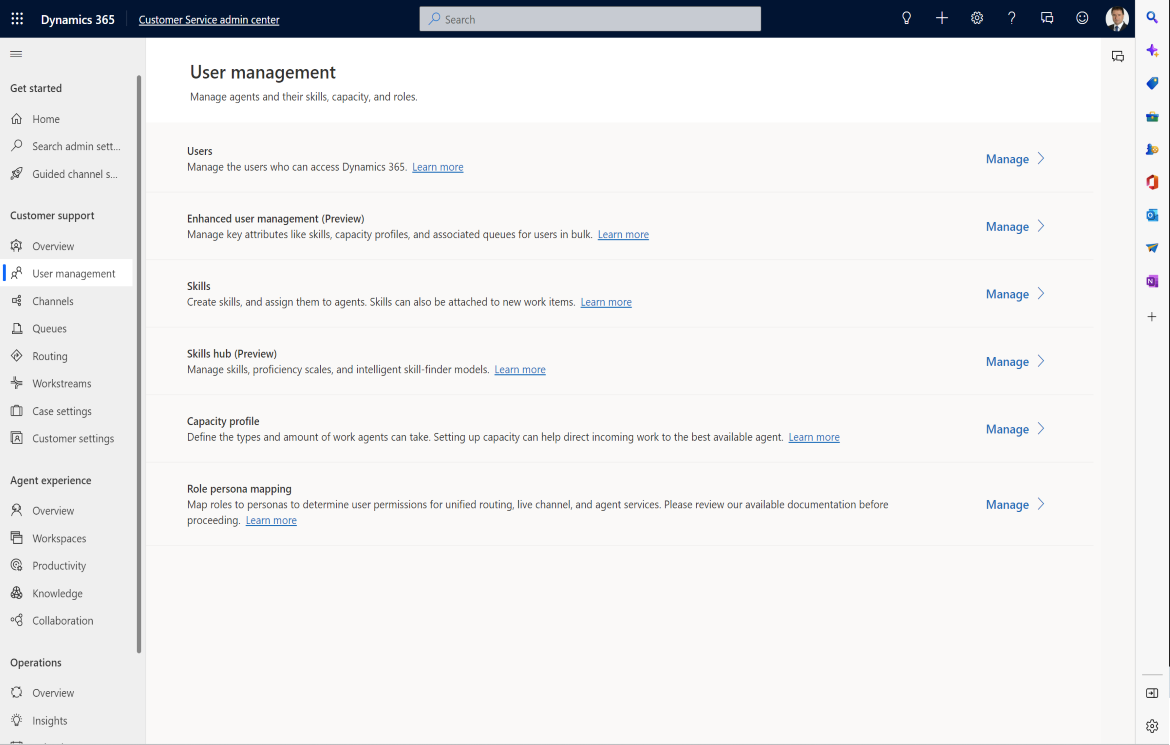 Dynamics 365
Customer Service admin center
Search
Get started
Home
Search admin sett...
Guided channel s...
Customer support
Overview
User management
Channels
Queues
Routing
Workstreams
Case settings
Customer settings
Agent experience
Overview
Workspaces
Productivity
Knowledge
Collaboration
Operations
Overview
Insights
User management
Manage agents and their skills, capacity, and roles.
Users
Manage the users who can access Dynamics 365. Learn more
Manage
Enhanced user management (Preview)
Manage key attributes like skills, capacity profiles, and associated queues for users in bulk. Learn more
Manage
Skills
Create skills, and assign them to agents. Skills can also be attached to new work items. Learn more
Manage
Skills hub (Preview)
Manage skills, proficiency scales, and intelligent skill-finder models. Learn more
Manage
Capacity profile
Define the types and amount of work agents can take. Setting up capacity can help direct incoming work to the best available agent. Learn more
Manage
Role persona mapping
Map roles to personas to determine user permissions for unified routing, live channel, and agent services. Please review our available documentation before
proceeding. Learn more
Manage